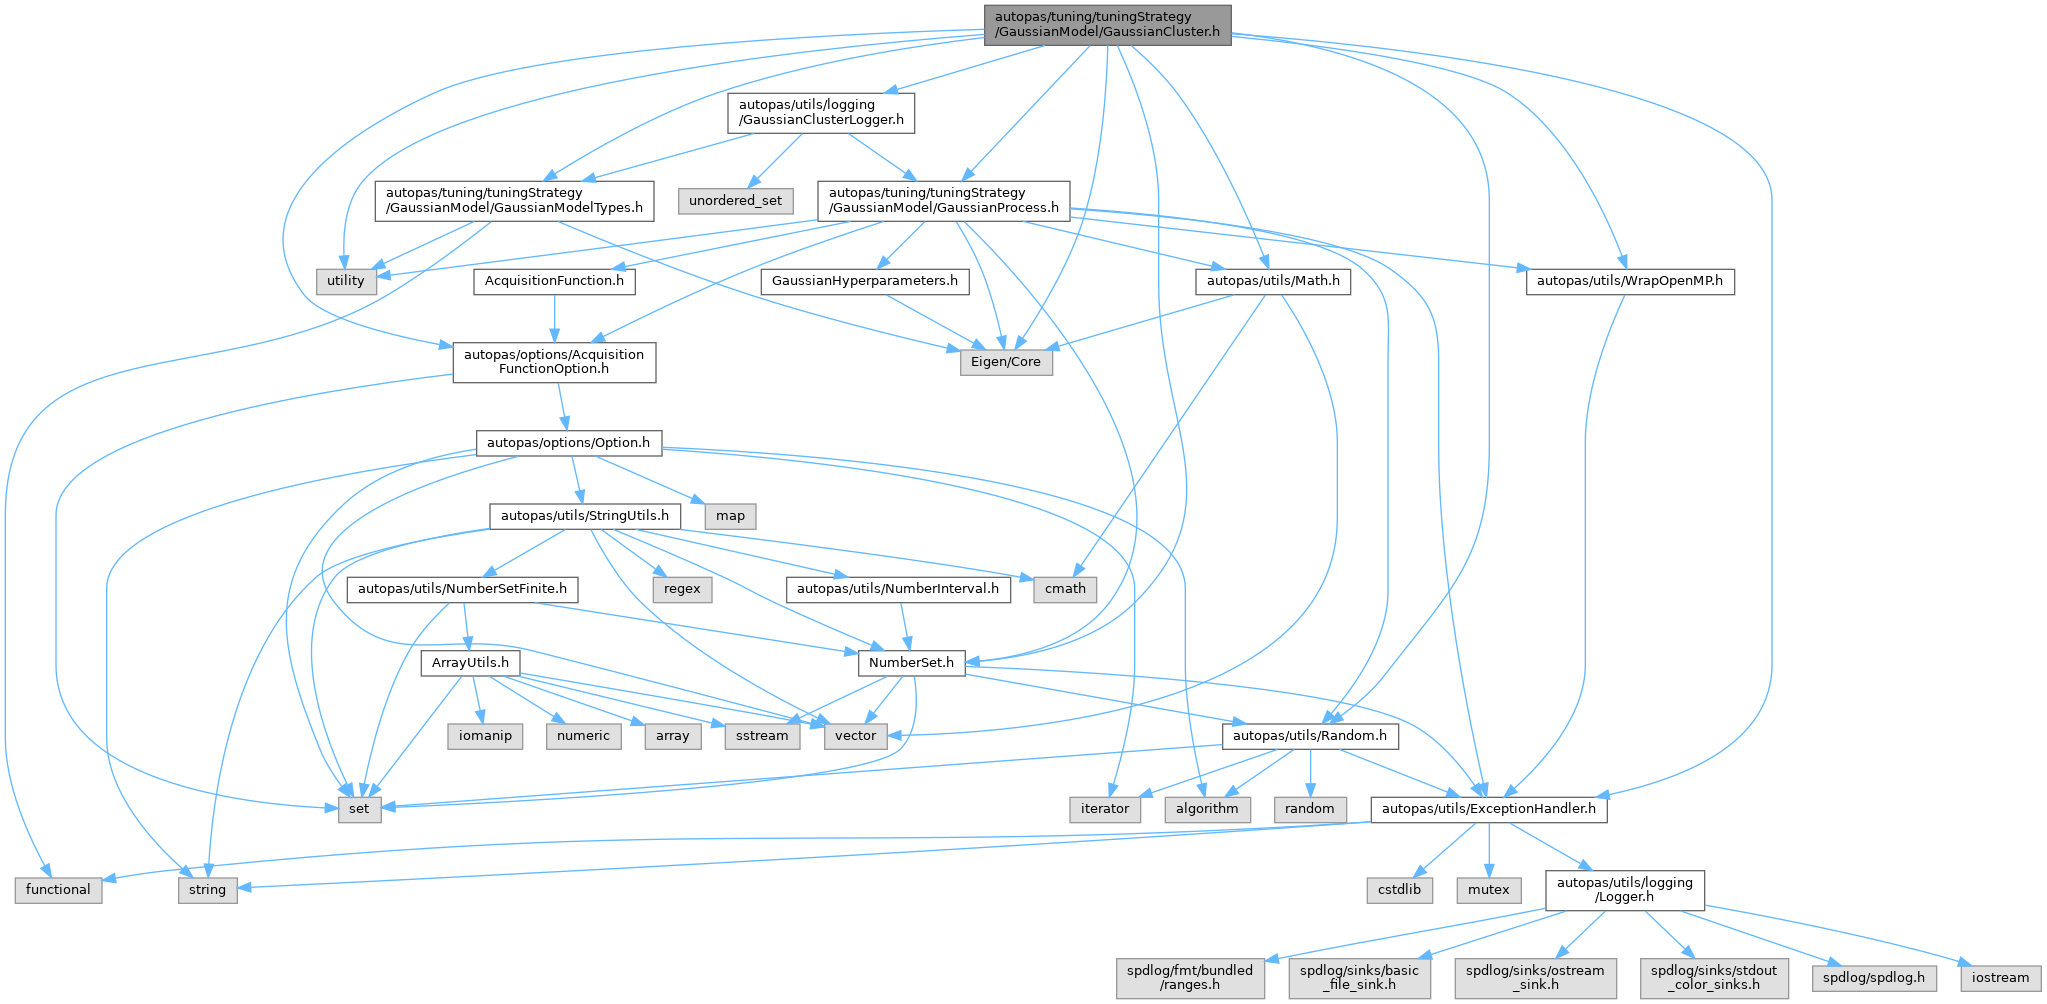 autopas/tuning/tuningStrategy
/GaussianModel/GaussianCluster.h
autopas/utils/logging
/GaussianClusterLogger.h
autopas/tuning/tuningStrategy
/GaussianModel/GaussianModelTypes.h
unordered_set
autopas/tuning/tuningStrategy
/GaussianModel/GaussianProcess.h
utility
AcquisitionFunction.h
GaussianHyperparameters.h
autopas/utils/Math.h
autopas/utils/WrapOpenMP.h
autopas/options/Acquisition
FunctionOption.h
Eigen/Core
autopas/options/Option.h
autopas/utils/StringUtils.h
map
autopas/utils/NumberSetFinite.h
regex
autopas/utils/NumberInterval.h
cmath
ArrayUtils.h
NumberSet.h
iomanip
numeric
array
sstream
vector
autopas/utils/Random.h
set
iterator
algorithm
random
autopas/utils/ExceptionHandler.h
functional
string
cstdlib
mutex
autopas/utils/logging
/Logger.h
spdlog/fmt/bundled
/ranges.h
spdlog/sinks/basic
_file_sink.h
spdlog/sinks/ostream
_sink.h
spdlog/sinks/stdout
_color_sinks.h
spdlog/spdlog.h
iostream